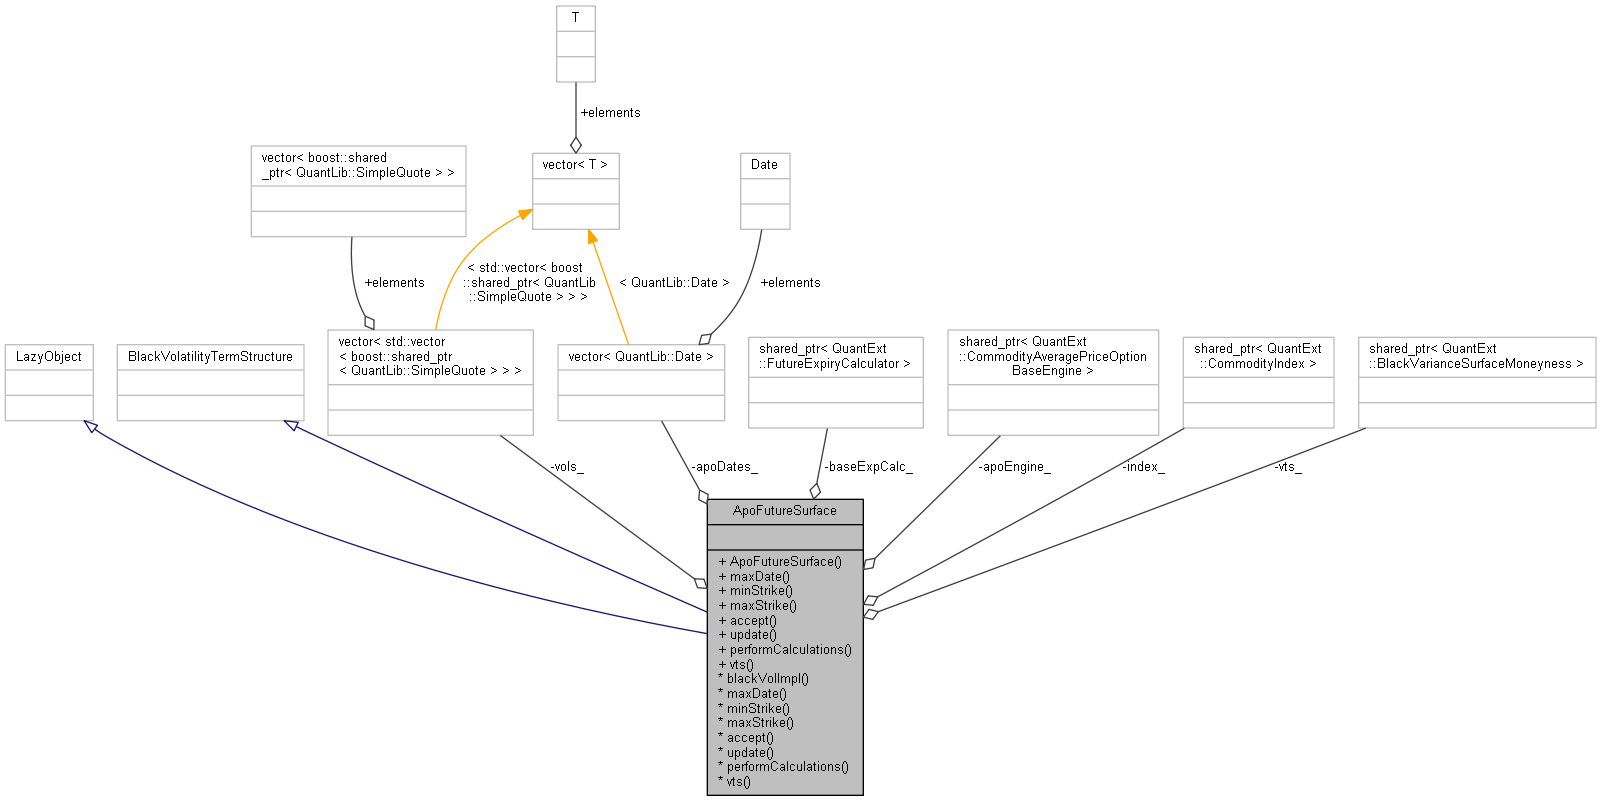 T
+elements
vector< boost::shared
_ptr< QuantLib::SimpleQuote > >
vector< T >
Date
+elements
< std::vector< boost
::shared_ptr< QuantLib
::SimpleQuote > > >
< QuantLib::Date >
+elements
LazyObject
BlackVolatilityTermStructure
vector< std::vector
< boost::shared_ptr
< QuantLib::SimpleQuote > > >
vector< QuantLib::Date >
shared_ptr< QuantExt
::FutureExpiryCalculator >
shared_ptr< QuantExt
::CommodityAveragePriceOption
BaseEngine >
shared_ptr< QuantExt
::CommodityIndex >
shared_ptr< QuantExt
::BlackVarianceSurfaceMoneyness >
-vols_
-apoDates_
-baseExpCalc_
-apoEngine_
-index_
-vts_
ApoFutureSurface
+ ApoFutureSurface()
+ maxDate()
+ minStrike()
+ maxStrike()
+ accept()
+ update()
+ performCalculations()
+ vts()
* blackVolImpl()
* maxDate()
* minStrike()
* maxStrike()
* accept()
* update()
* performCalculations()
* vts()